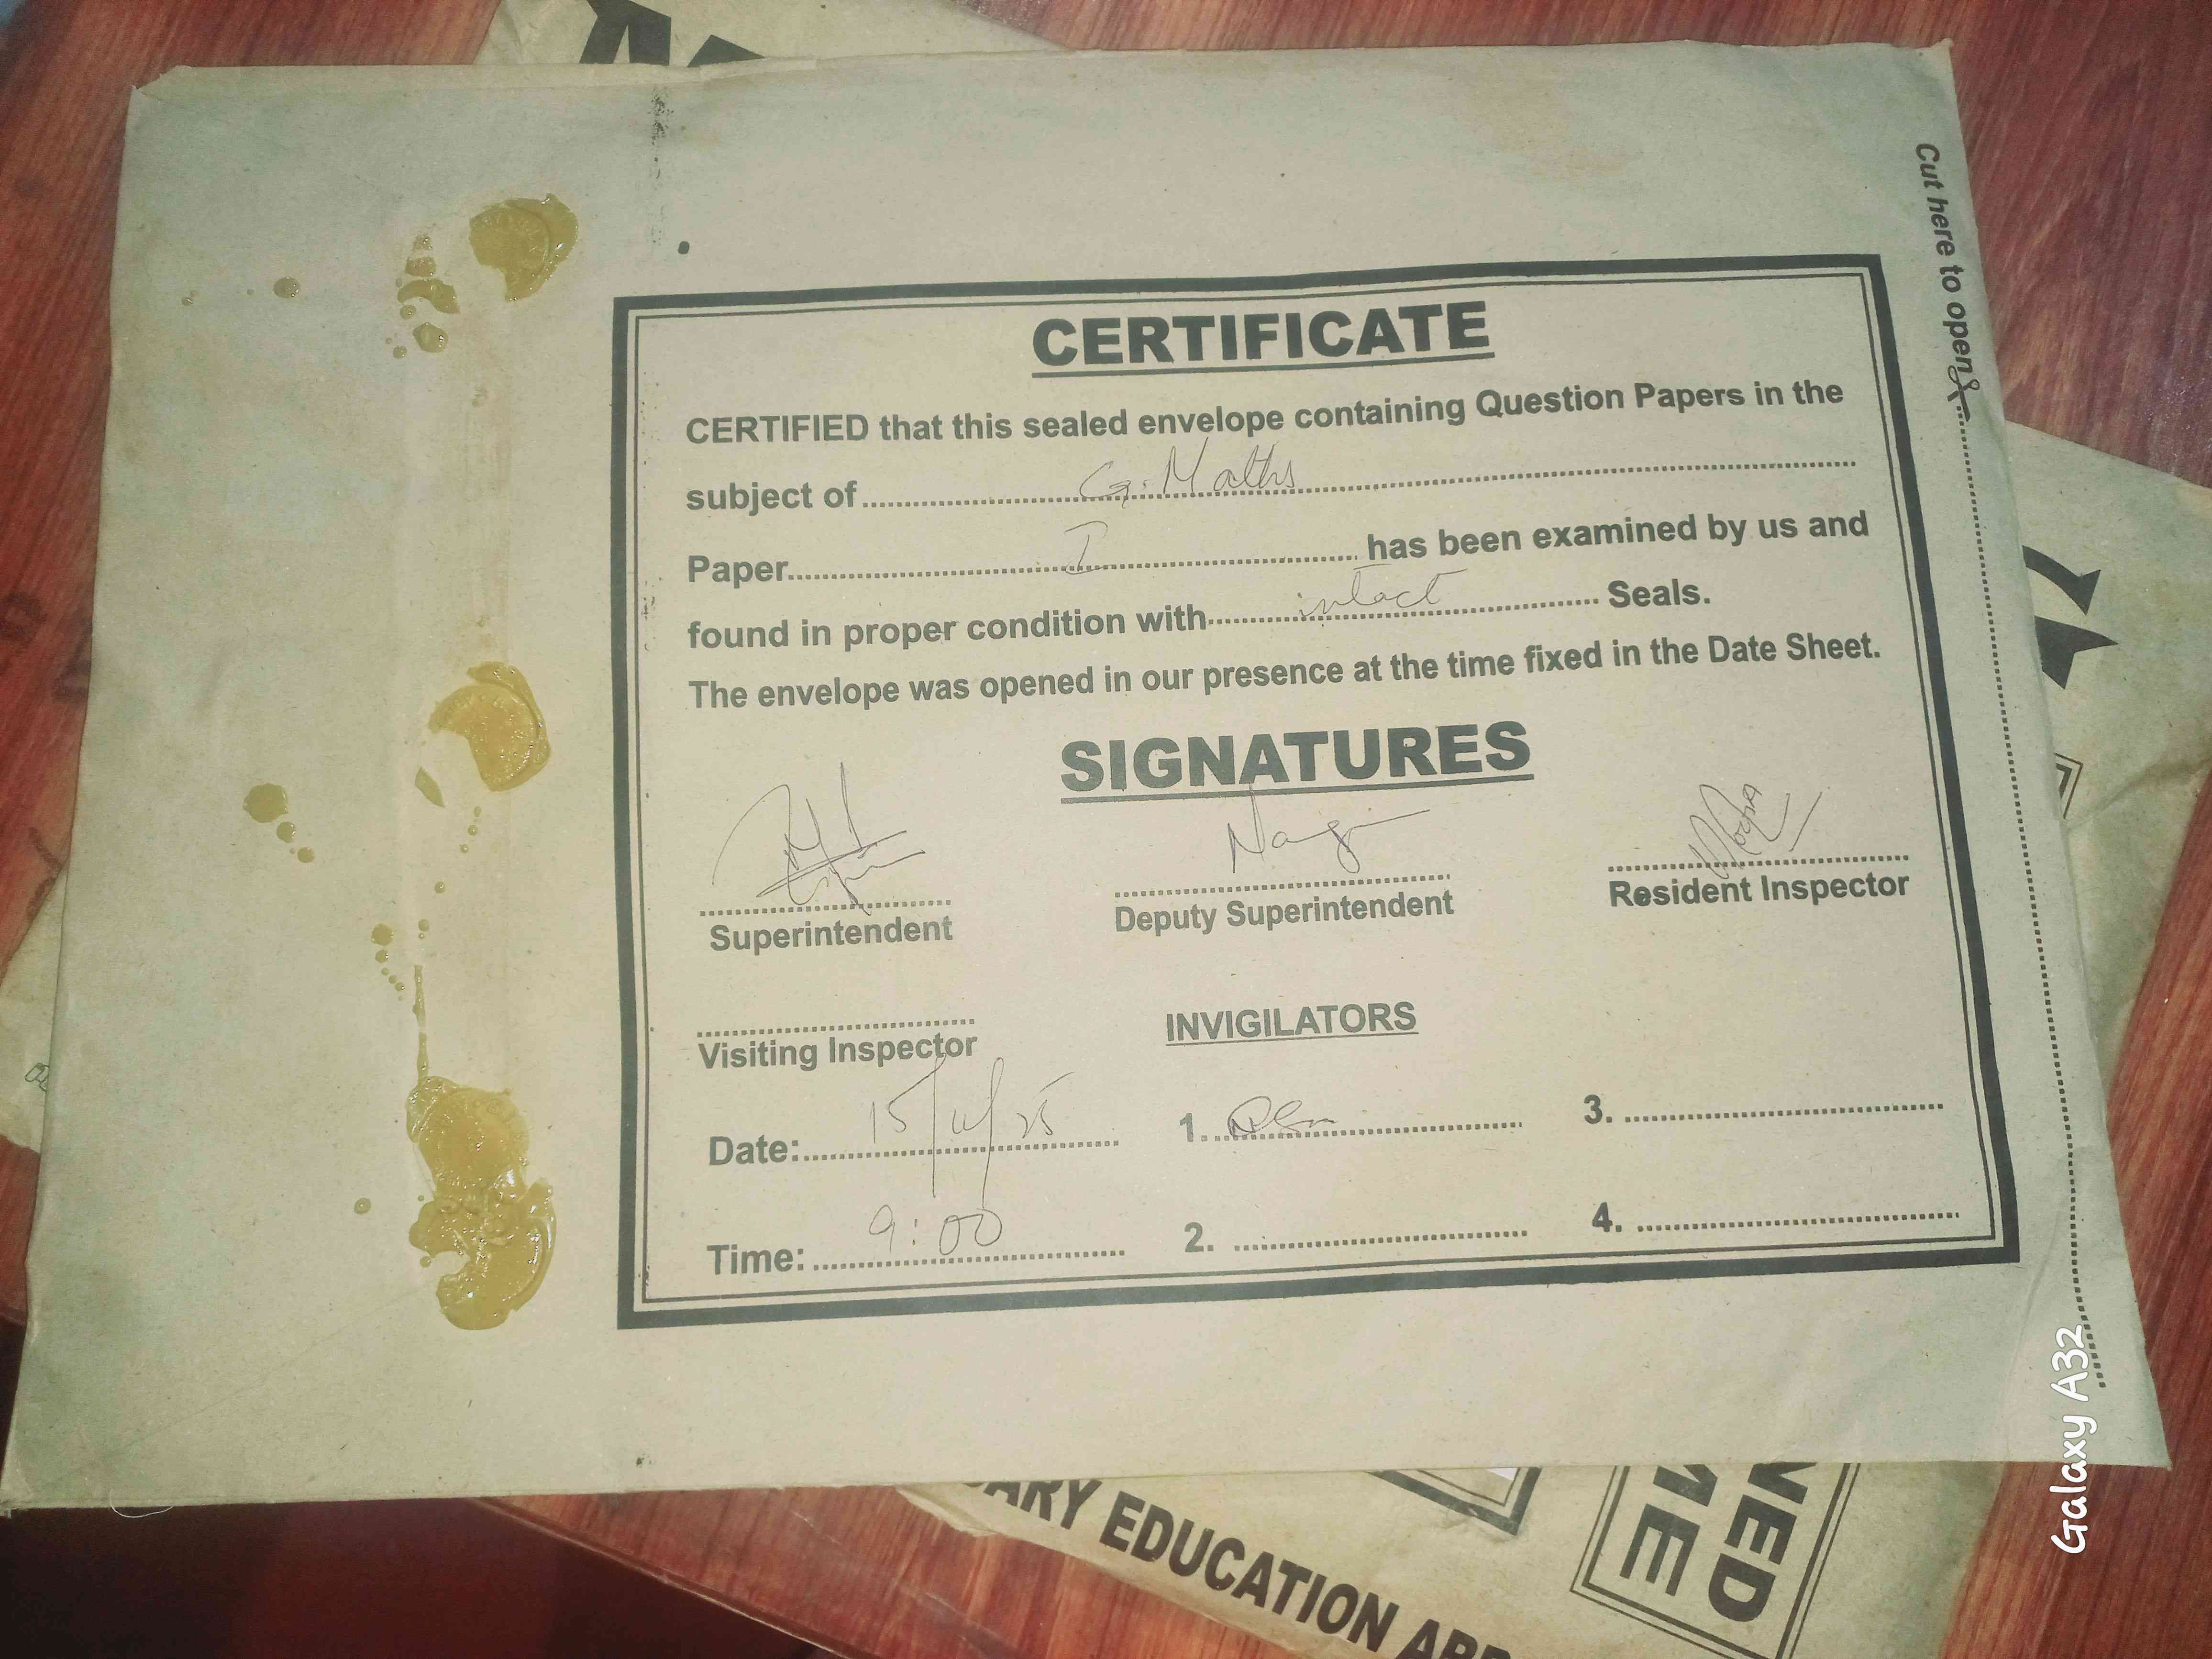 Cut here to open
CERTIFICATE
CERTIFIED that this sealed envelope containing Question Papers in the
subject of G. Maths
Paper I has been examined by us and
found in proper condition with intact Seals.
The envelope was opened in our presence at the time fixed in the Date Sheet.
SIGNATURES
Superintendent
Deputy Superintendent
Resident Inspector
Visiting Inspector
INVIGILATORS
Date: 15/ /25
1.
3.
Time: 9:00
2.
4.
EDUCATION
Galaxy A32